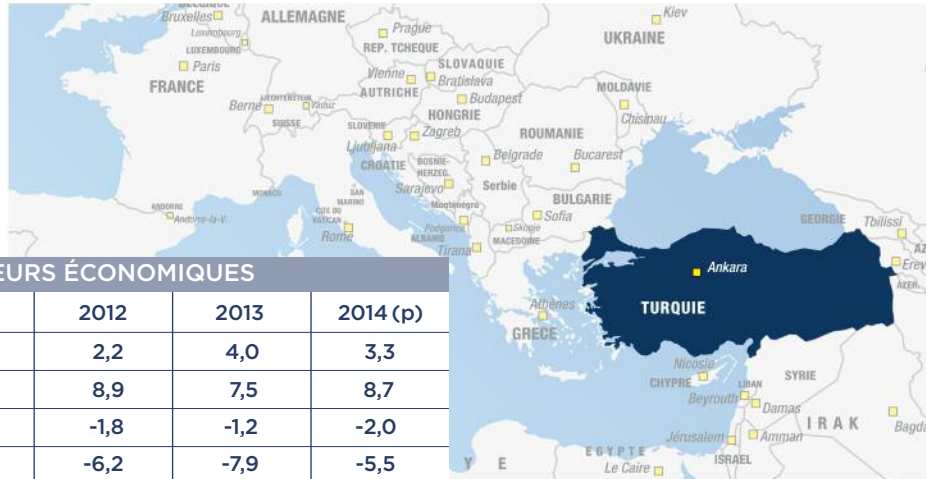 BELGIQUE
Bruxelles
ALLEMAGNE
Kiev
Prague
Luxembourg
REP. TCHEQUE
UKRAINE
LUXEMBOURG
SLOVAQUIE
Paris
Vienne
Bratislava
FRANCE
AUTRICHE
MOLDAVIE
LIECHTENSTEIN
Vaduz
Budapest
Berne
HONGRIE
Chisinau
SUISSE
SLOVENIE
Zagreb
ROUMANIE
Ljubljana
CROATIE
BOSNIE-
HERZEG.
Belgrade
Bucarest
Sarajevo
Serbie
MONACO
SAN
MARINO
BULGARIE
ANDORRE
Andorre-la-V.
CITE DU
VATICAN
Monténégro
Sofia
GEORGIE
Tbilissi
Rome
Podgorica
Skopje
ALBANIE
MACEDOINE
Tirana
AZ
Erev
AZER.
EURS ÉCONOMIQUES
Ankara
2012 2013 2014 (p)
TURQUIE
Athènes
GRECE
2,2 4,0 3,3
Nicosie
CHYPRE
SYRIE
8,9 7,5 8,7
LIBAN
Beyrouth
Damas
IRAK
-1,8 -1,2 -2,0
Bagda
Jérusalem
Amman
EGYPTE
ISRAEL
-6,2 -7,9 -5,5
Y E
Le Caire